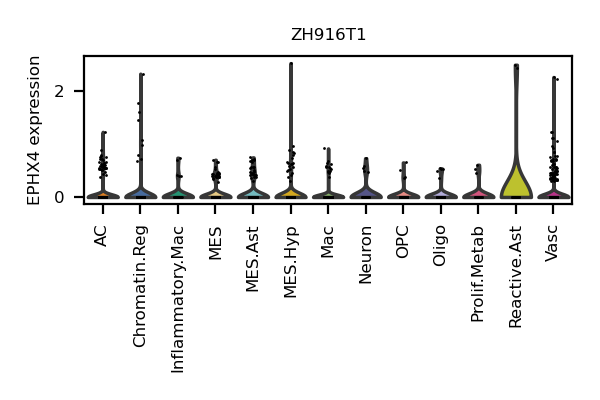 ZH916T1
EPHX4 expression
2
0
AC
Chromatin.Reg
Inflammatory.Mac
MES
MES.Ast
MES.Hyp
Mac
Neuron
OPC
Oligo
Prolif.Metab
Reactive.Ast
Vasc